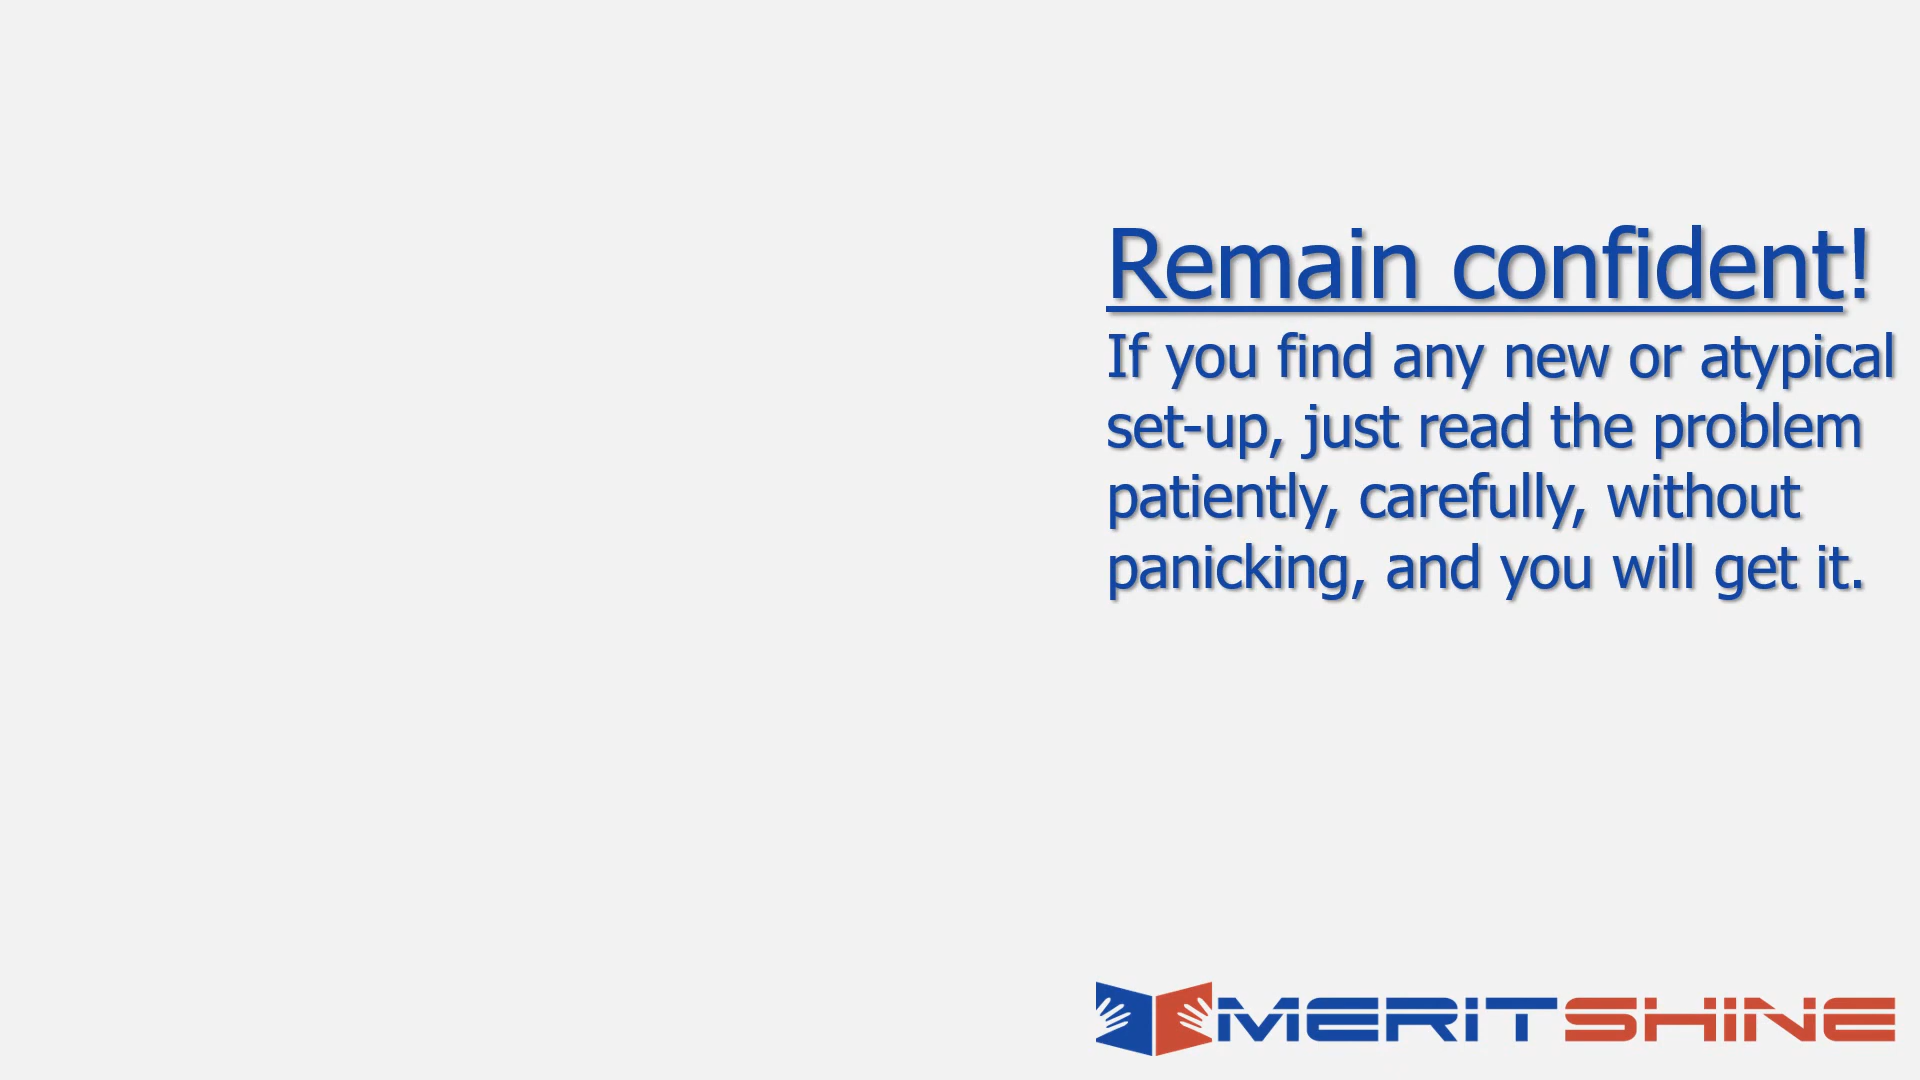 Remain confident!
If you find any new or atypical
set-up, just read the problem
patiently, carefully, without
panicking, and you will get it.
MERITSHINE